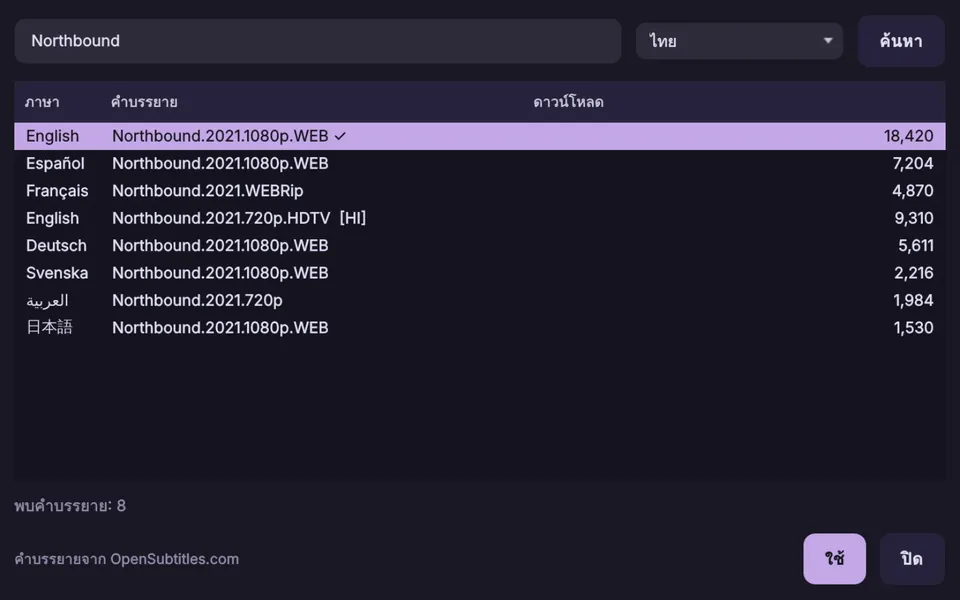 Northbound ไทย ค้นหา
ภาษา คำบรรยาย ดาวน์โหลด
English Northbound.2021.1080p.WEB ✓ 18,420
Español Northbound.2021.1080p.WEB 7,204
Français Northbound.2021.WEBRip 4,870
English Northbound.2021.720p.HDTV [HI] 9,310
Deutsch Northbound.2021.1080p.WEB 5,611
Svenska Northbound.2021.1080p.WEB 2,216
العربية Northbound.2021.720p 1,984
日本語 Northbound.2021.1080p.WEB 1,530
พบคำบรรยาย: 8
คำบรรยายจาก OpenSubtitles.com ใช้ ปิด